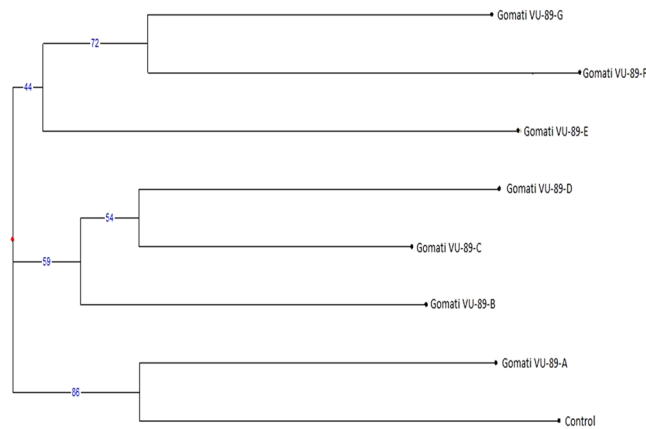 Gomati VU-89-G
72
Gomati VU-89-F
44
Gomati VU-89-E
Gomati VU-89-D
54
Gomati VU-89-C
59
Gomati VU-89-B
Gomati VU-89-A
86
Control